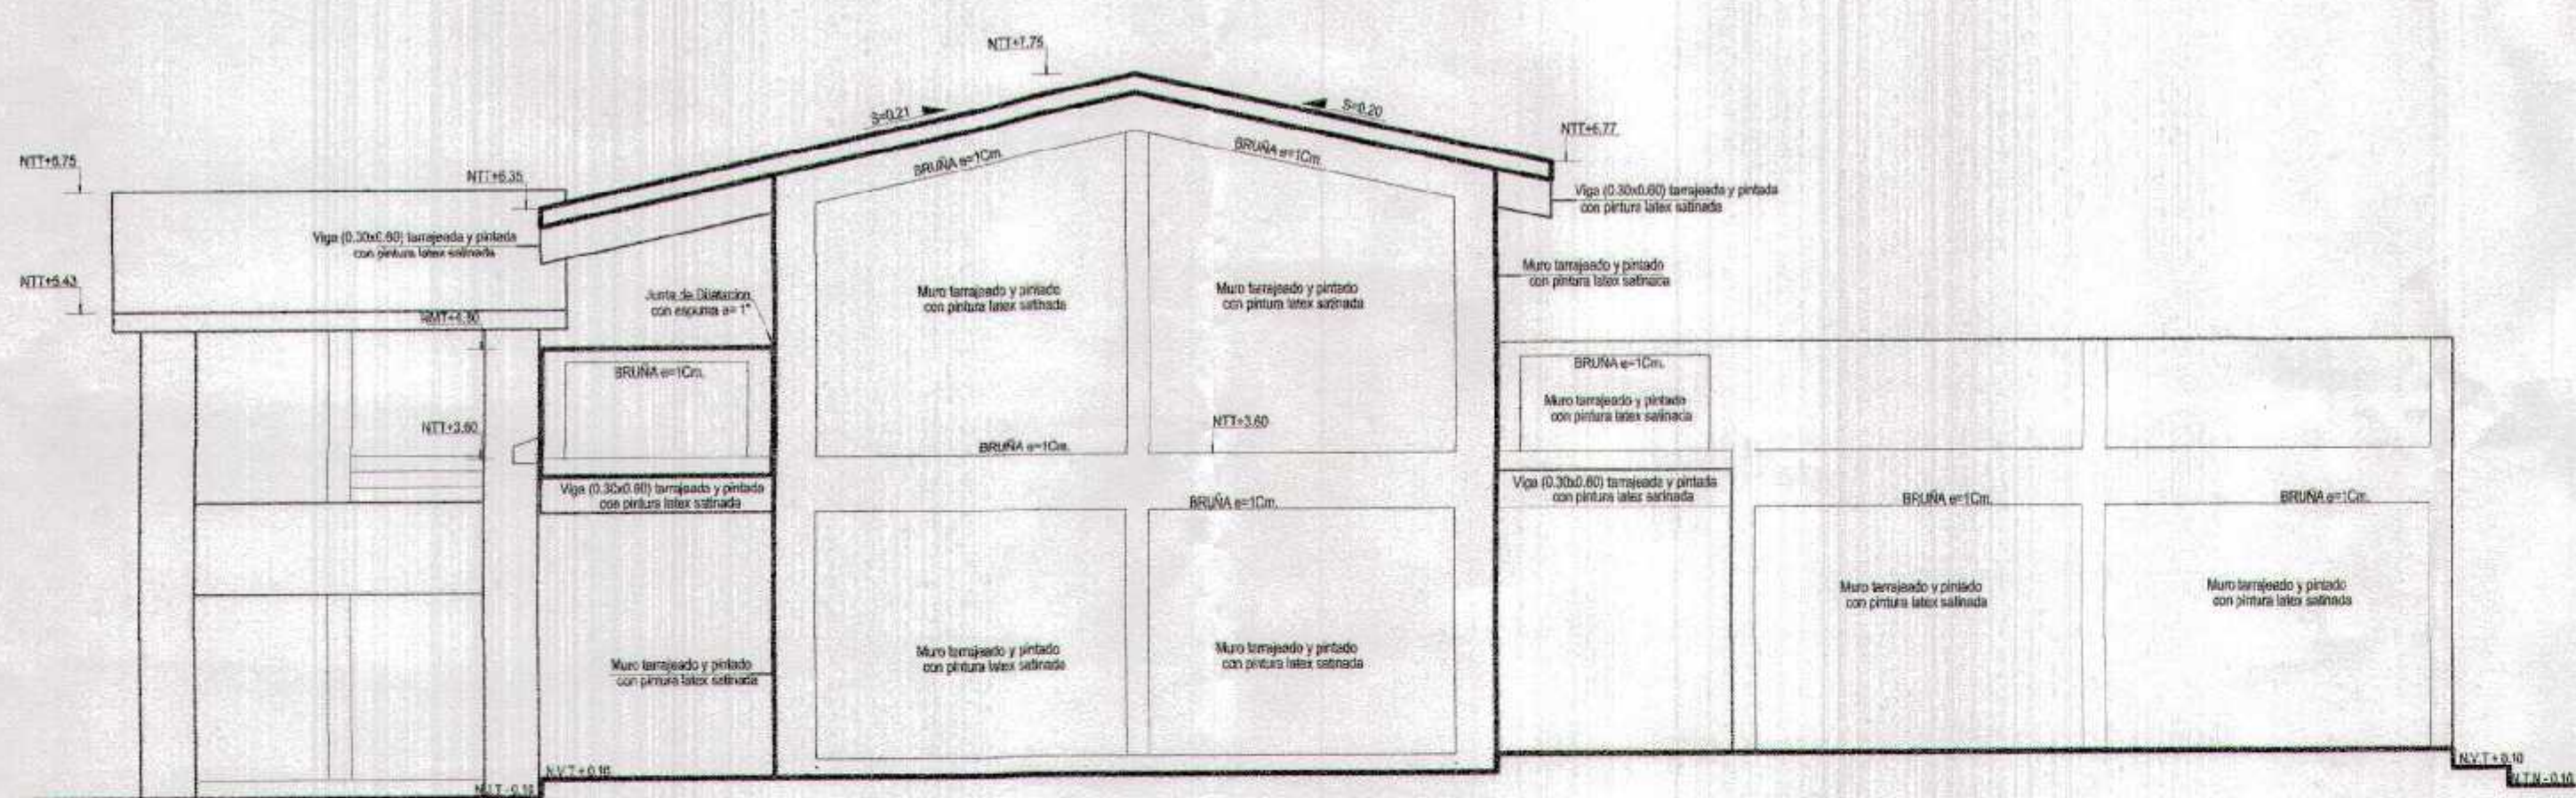 NTT+7.75
S=0.21
S=0.20
NTT+6.77
NTT+6.75
NTT+6.35
BRUÑA e=1Cm.
BRUÑA e=1Cm.
Viga (0.30x0.60) tarrajeada y pintada
con pintura latex satinada
Viga (0.30x0.60) tarrajeada y pintada
con pintura latex satinada
Muro tarrajeado y pintado
con pintura latex satinada
NTT+5.43
Junta de Dilatacion
con espuma e= 1"
Muro tarrajeado y pintado
con pintura latex satinada
Muro tarrajeado y pintado
con pintura latex satinada
BRUÑA e=1Cm.
BRUÑA e=1Cm.
Muro tarrajeado y pintado
con pintura latex satinada
NTT+3.60
NTT+3.60
BRUÑA e=1Cm.
Viga (0.30x0.60) tarrajeada y pintada
con pintura latex satinada
BRUÑA e=1Cm.
Viga (0.30x0.60) tarrajeada y pintada
con pintura latex satinada
BRUÑA e=1Cm.
BRUÑA e=1Cm.
Muro tarrajeado y pintado
con pintura latex satinada
Muro tarrajeado y pintado
con pintura latex satinada
Muro tarrajeado y pintado
con pintura latex satinada
Muro tarrajeado y pintado
con pintura latex satinada
Muro tarrajeado y pintado
con pintura latex satinada
N.V.T + 0.10
N.V.T + 0.10
N.T.N - 0.10